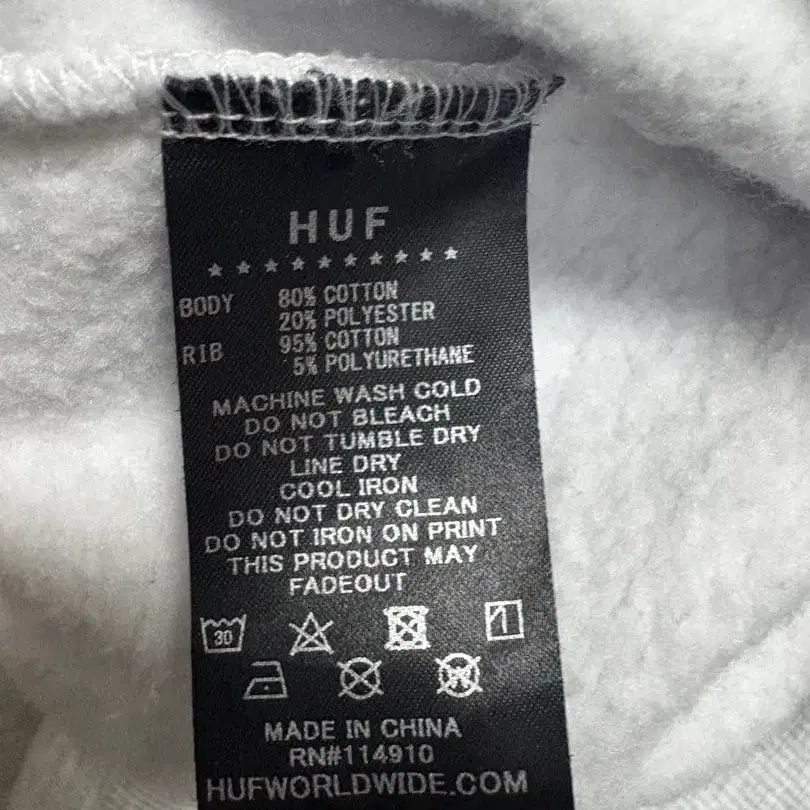 HUF
★ ★ ★ ★ ★ ★ ★ ★ ★ ★
BODY 80% COTTON
20% POLYESTER
RIB 95% COTTON
5% POLYURETHANE
MACHINE WASH COLD
DO NOT BLEACH
DO NOT TUMBLE DRY
LINE DRY
COOL IRON
DO NOT DRY CLEAN
DO NOT IRON ON PRINT
THIS PRODUCT MAY
FADEOUT
30
MADE IN CHINA
RN#114910
HUFWORLDWIDE.COM